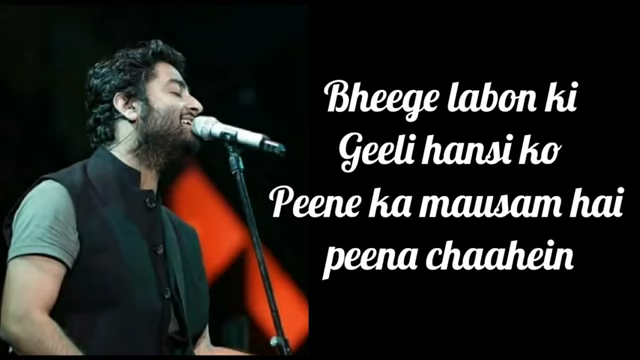 Bheege labon ki
Geeli hansi ko
Peene ka mausam hai
peena chaahein